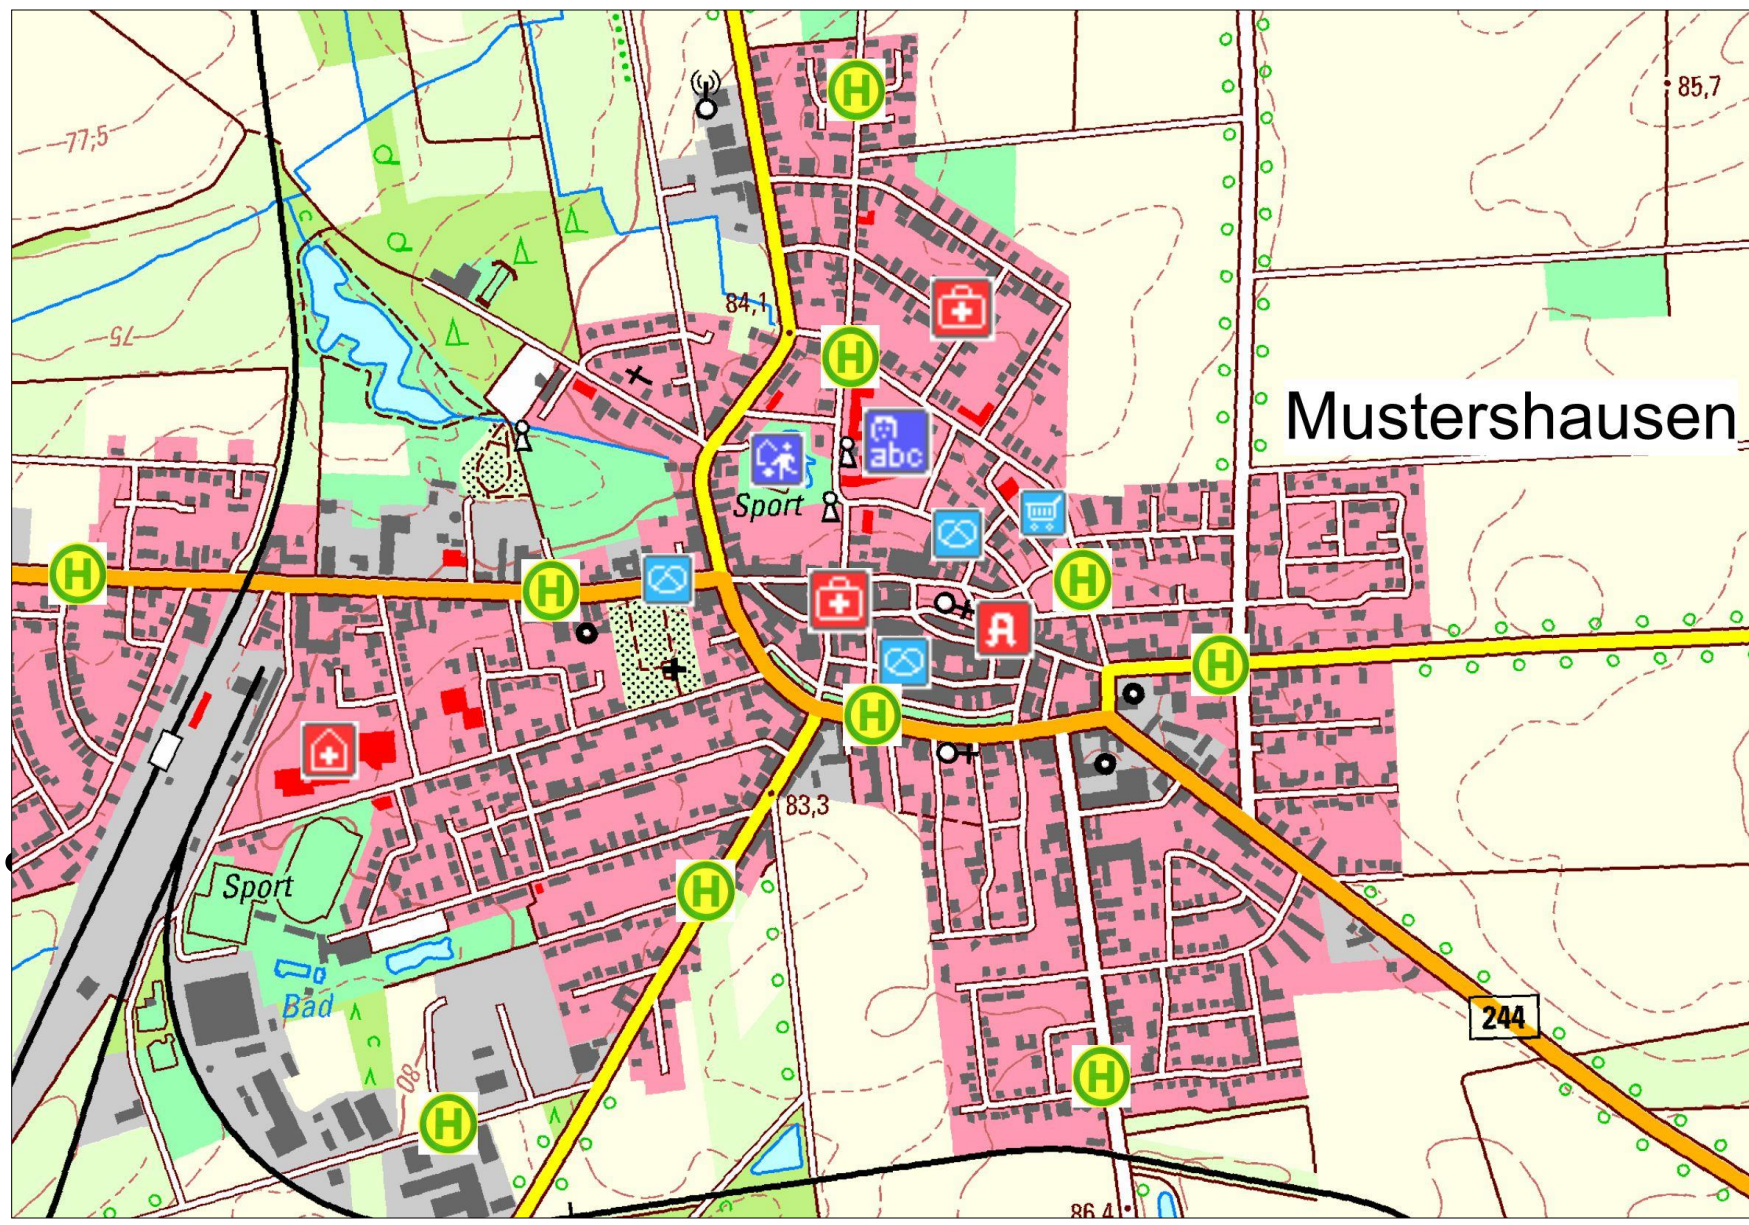 H
85,7
77,5
84,1
H
75
Mustershausen
abc
Sport
H
H
H
A
H
H
83,3
Sport
H
Bad
244
80
H
H
86,4